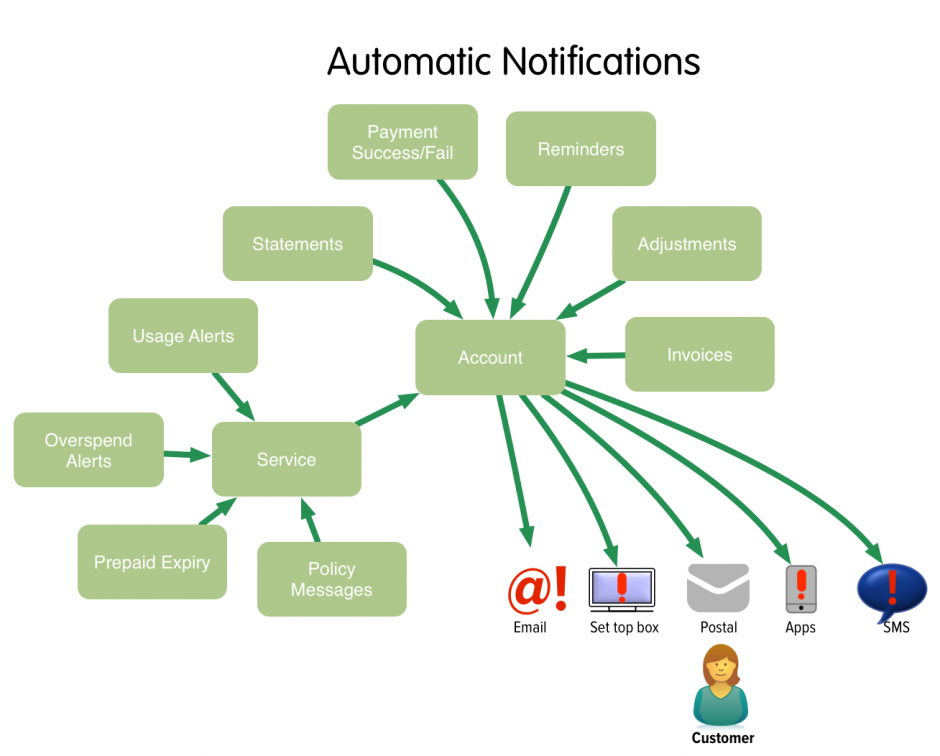 Automatic Notifications
Payment
Success/Fail
Reminders
Statements
Adjustments
Usage Alerts
Account
Invoices
Overspend
Alerts
Service
Prepaid Expiry
Policy
Messages
@!
!
!
!
Email
Set top box
Postal
Apps
SMS
Customer